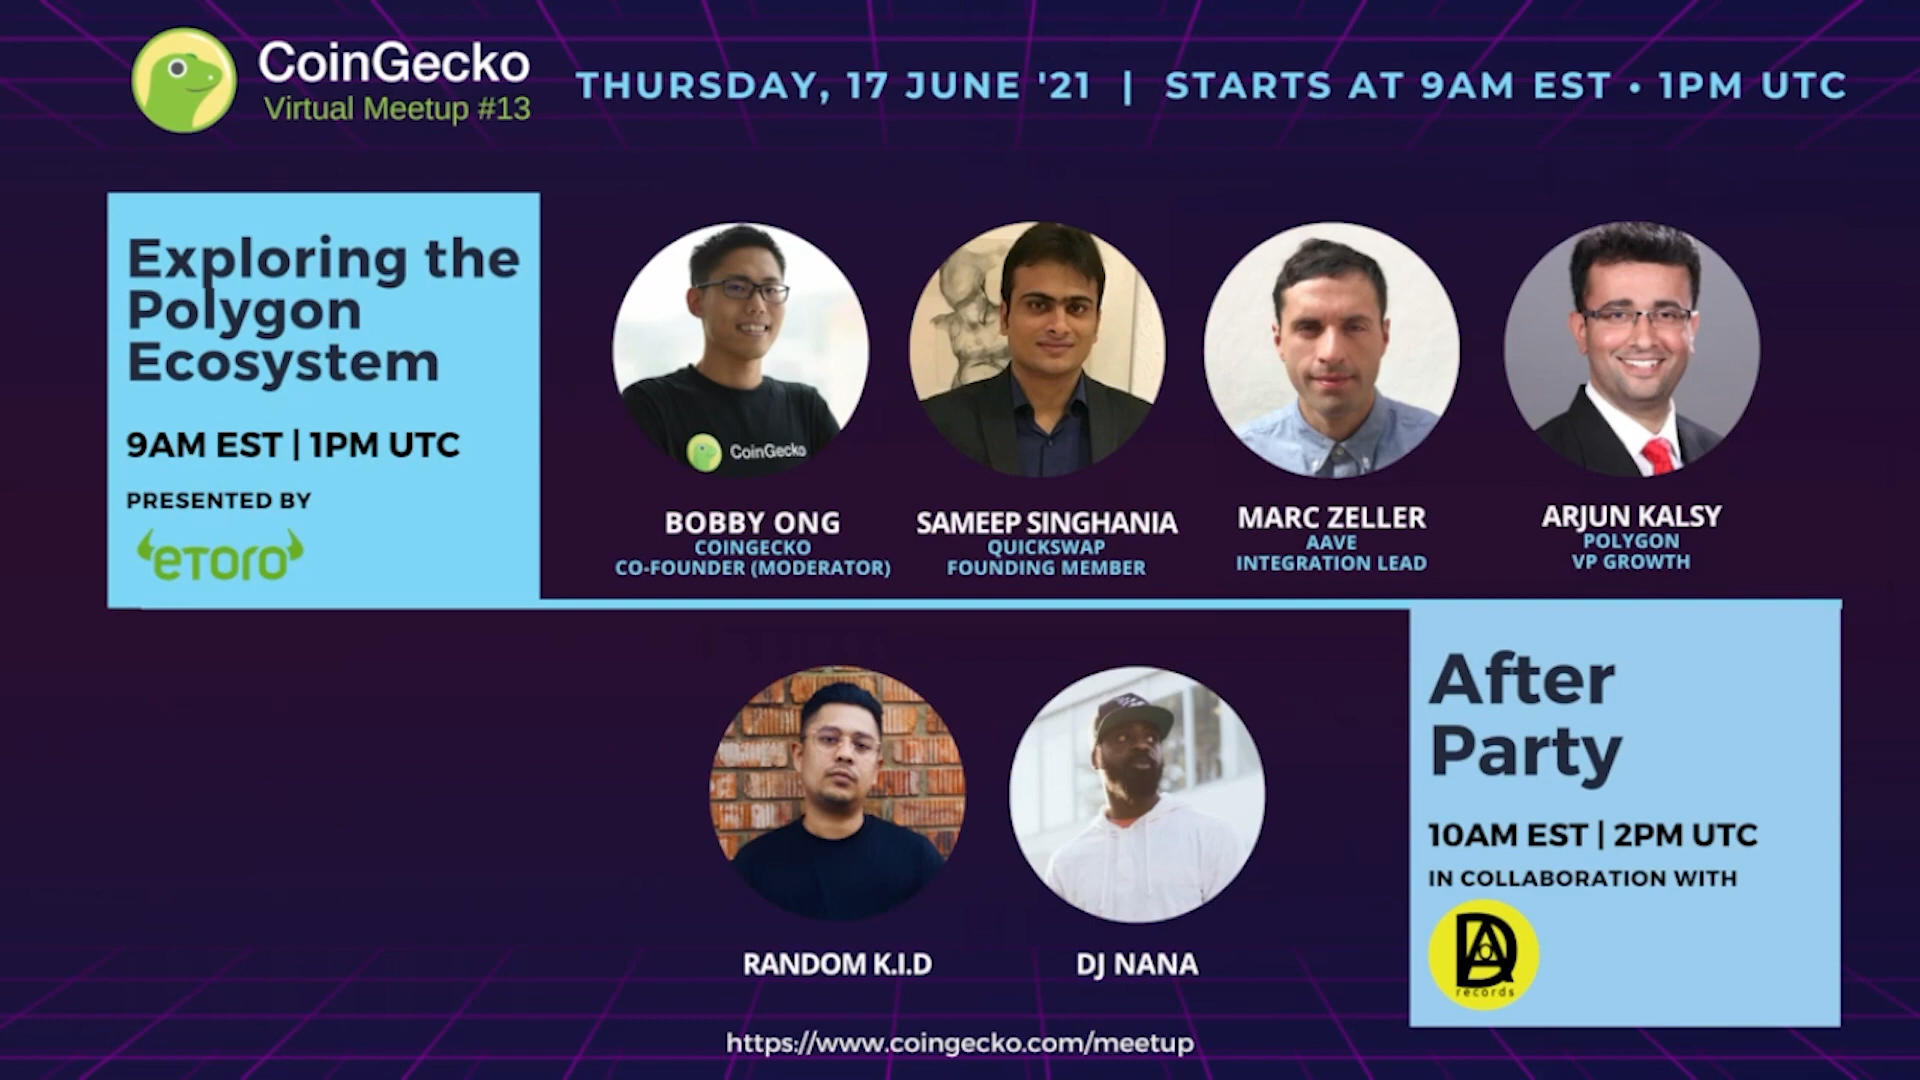 CoinGecko
Virtual Meetup #13
THURSDAY, 17 JUNE '21 | STARTS AT 9AM EST • 1PM UTC
Exploring the
Polygon
Ecosystem
9AM EST | 1PM UTC
PRESENTED BY
eTORO
CoinGecko
BOBBY ONG
COINGECKO
CO-FOUNDER (MODERATOR)
SAMEEP SINGHANIA
QUICKSWAP
FOUNDING MEMBER
MARC ZELLER
AAVE
INTEGRATION LEAD
ARJUN KALSY
POLYGON
VP GROWTH
RANDOM K.I.D
DJ NANA
After
Party
10AM EST | 2PM UTC
IN COLLABORATION WITH
DAO
records
https://www.coingecko.com/meetup